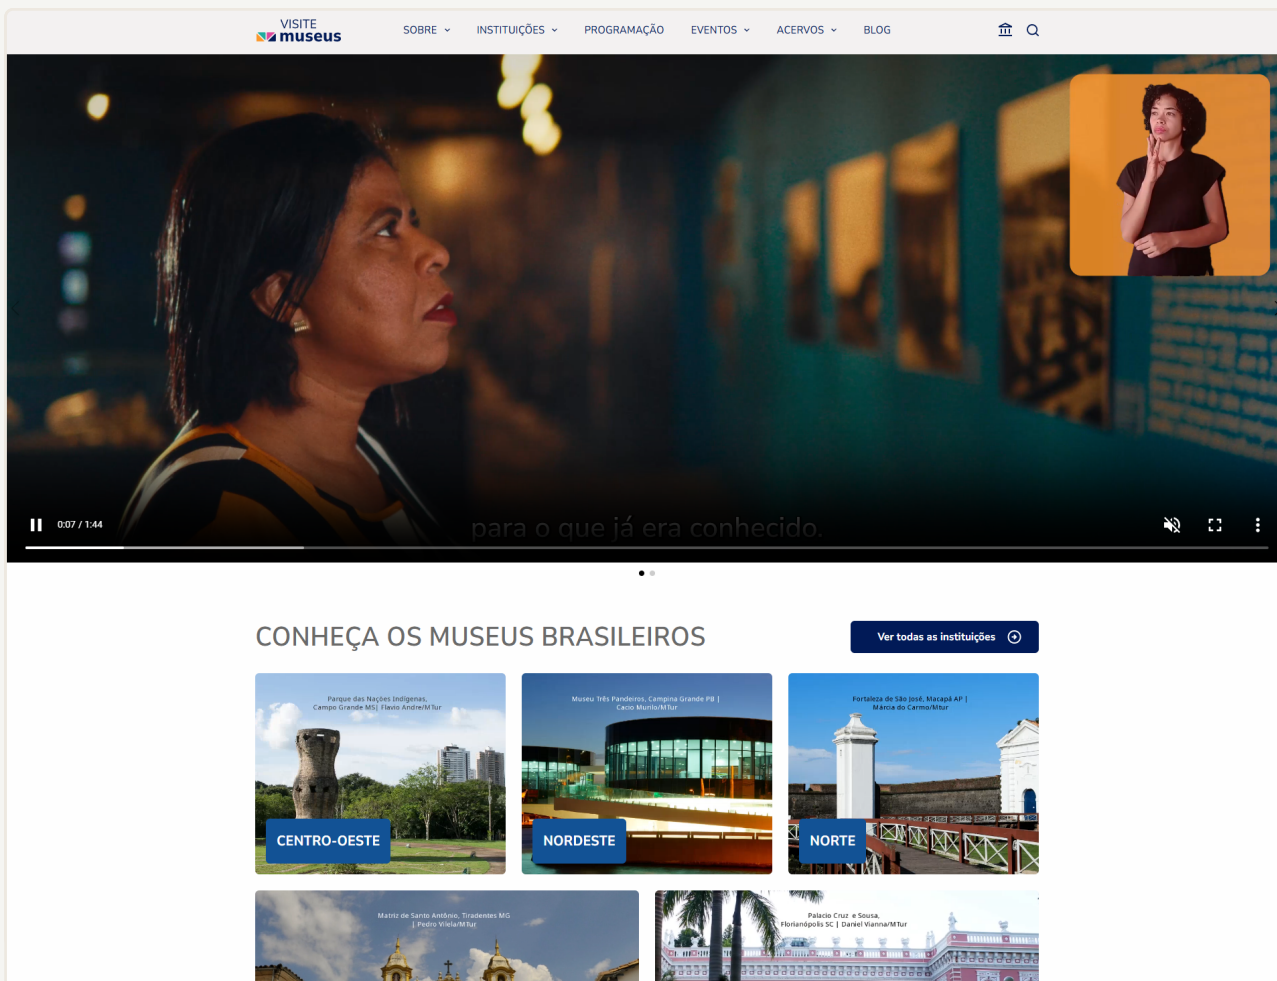 VISITE
museus
SOBRE
INSTITUIÇÕES
PROGRAMAÇÃO
EVENTOS
ACERVOS
BLOG
0:07 / 1:44
para o que já era conhecido.
CONHEÇA OS MUSEUS BRASILEIROS
Ver todas as instituições
Parque das Nações Indígenas,
Campo Grande MS| Flavio Andre/MTur
CENTRO-OESTE
Museu Três Pandeiros, Campina Grande PB |
Cacio Murilo/MTur
NORDESTE
Fortaleza de São José, Macapá AP |
Márcia do Carmo/Mtur
NORTE
Matriz de Santo Antônio, Tiradentes MG
| Pedro Vilela/MTur
Palacio Cruz e Sousa,
Florianópolis SC | Daniel Vianna/MTur